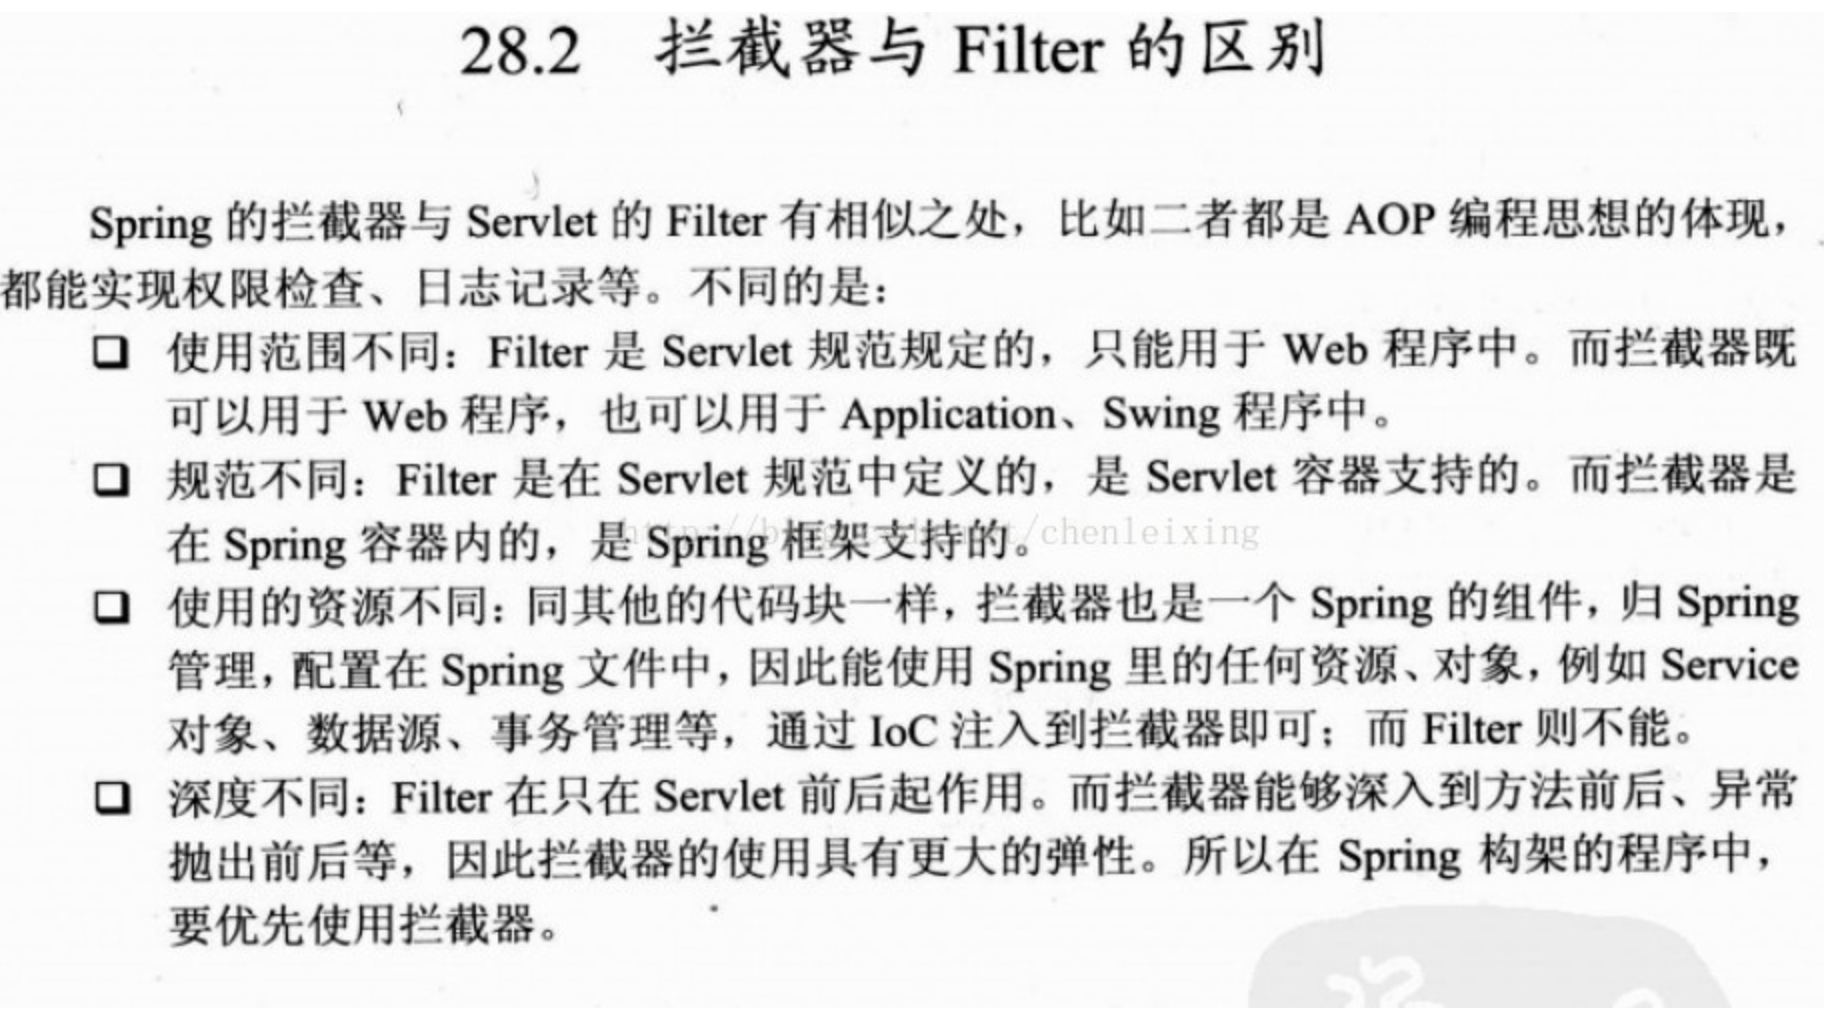 28.2 拦截器与 Filter 的区别
Spring 的拦截器与 Servlet 的 Filter 有相似之处，比如二者都是 AOP 编程思想的体现，
都能实现权限检查、日志记录等。不同的是：
❑ 使用范围不同：Filter 是 Servlet 规范规定的，只能用于 Web 程序中。而拦截器既
可以用于 Web 程序，也可以用于 Application、Swing 程序中。
❑ 规范不同：Filter 是在 Servlet 规范中定义的，是 Servlet 容器支持的。而拦截器是
在 Spring 容器内的，是 Spring 框架支持的。
❑ 使用的资源不同：同其他的代码块一样，拦截器也是一个 Spring 的组件，归 Spring
管理，配置在 Spring 文件中，因此能使用 Spring 里的任何资源、对象，例如 Service
对象、数据源、事务管理等，通过 IoC 注入到拦截器即可；而 Filter 则不能。
❑ 深度不同：Filter 在只在 Servlet 前后起作用。而拦截器能够深入到方法前后、异常
抛出前后等，因此拦截器的使用具有更大的弹性。所以在 Spring 构架的程序中，
要优先使用拦截器。